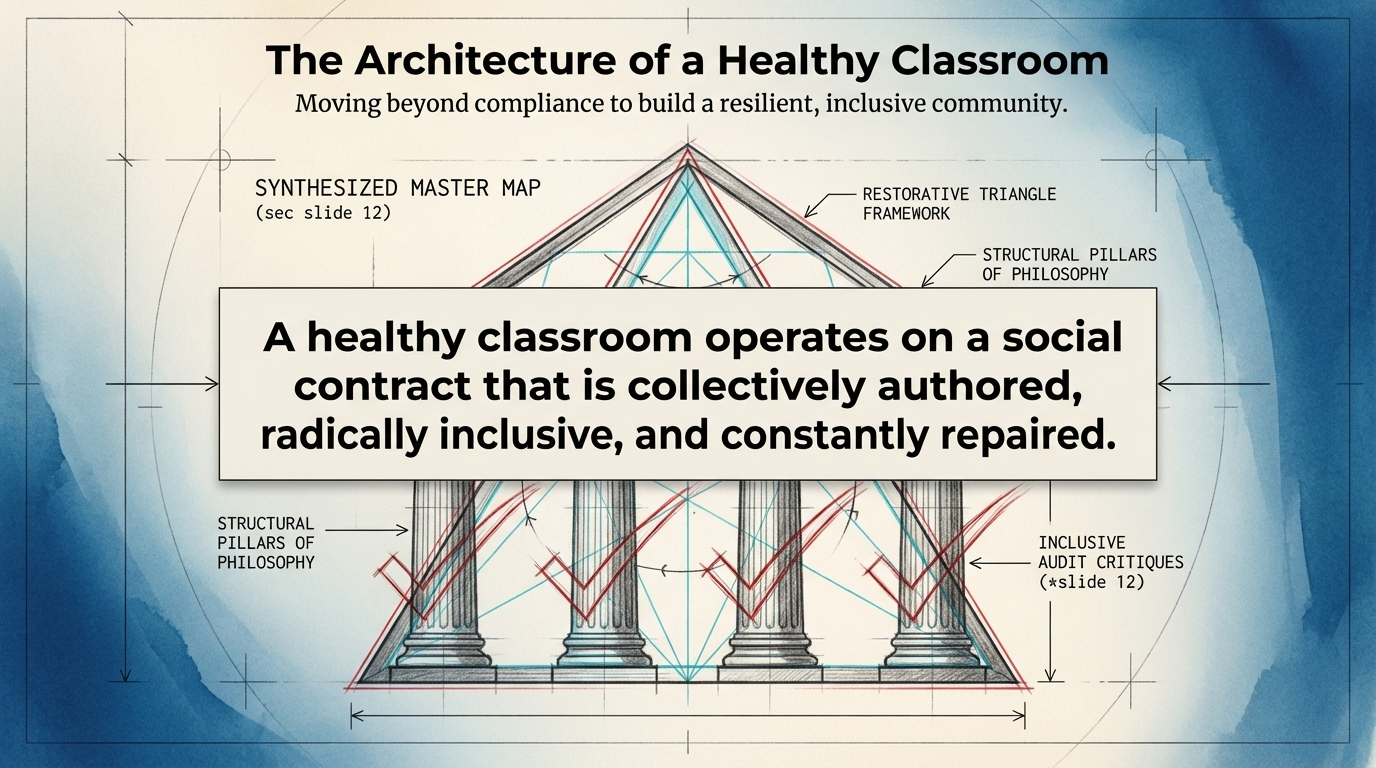 The Architecture of a Healthy Classroom
Moving beyond compliance to build a resilient, inclusive community.
SYNTHESIZED MASTER MAP
(sec slide 12)
RESTORATIVE TRIANGLE
FRAMEWORK
STRUCTURAL PILLARS
OF PHILOSOPHY
A healthy classroom operates on a social
contract that is collectively authored,
radically inclusive, and constantly repaired.
STRUCTURAL
PILLARS OF
PHILOSOPHY
INCLUSIVE
AUDIT CRITIQUES
(*slide 12)